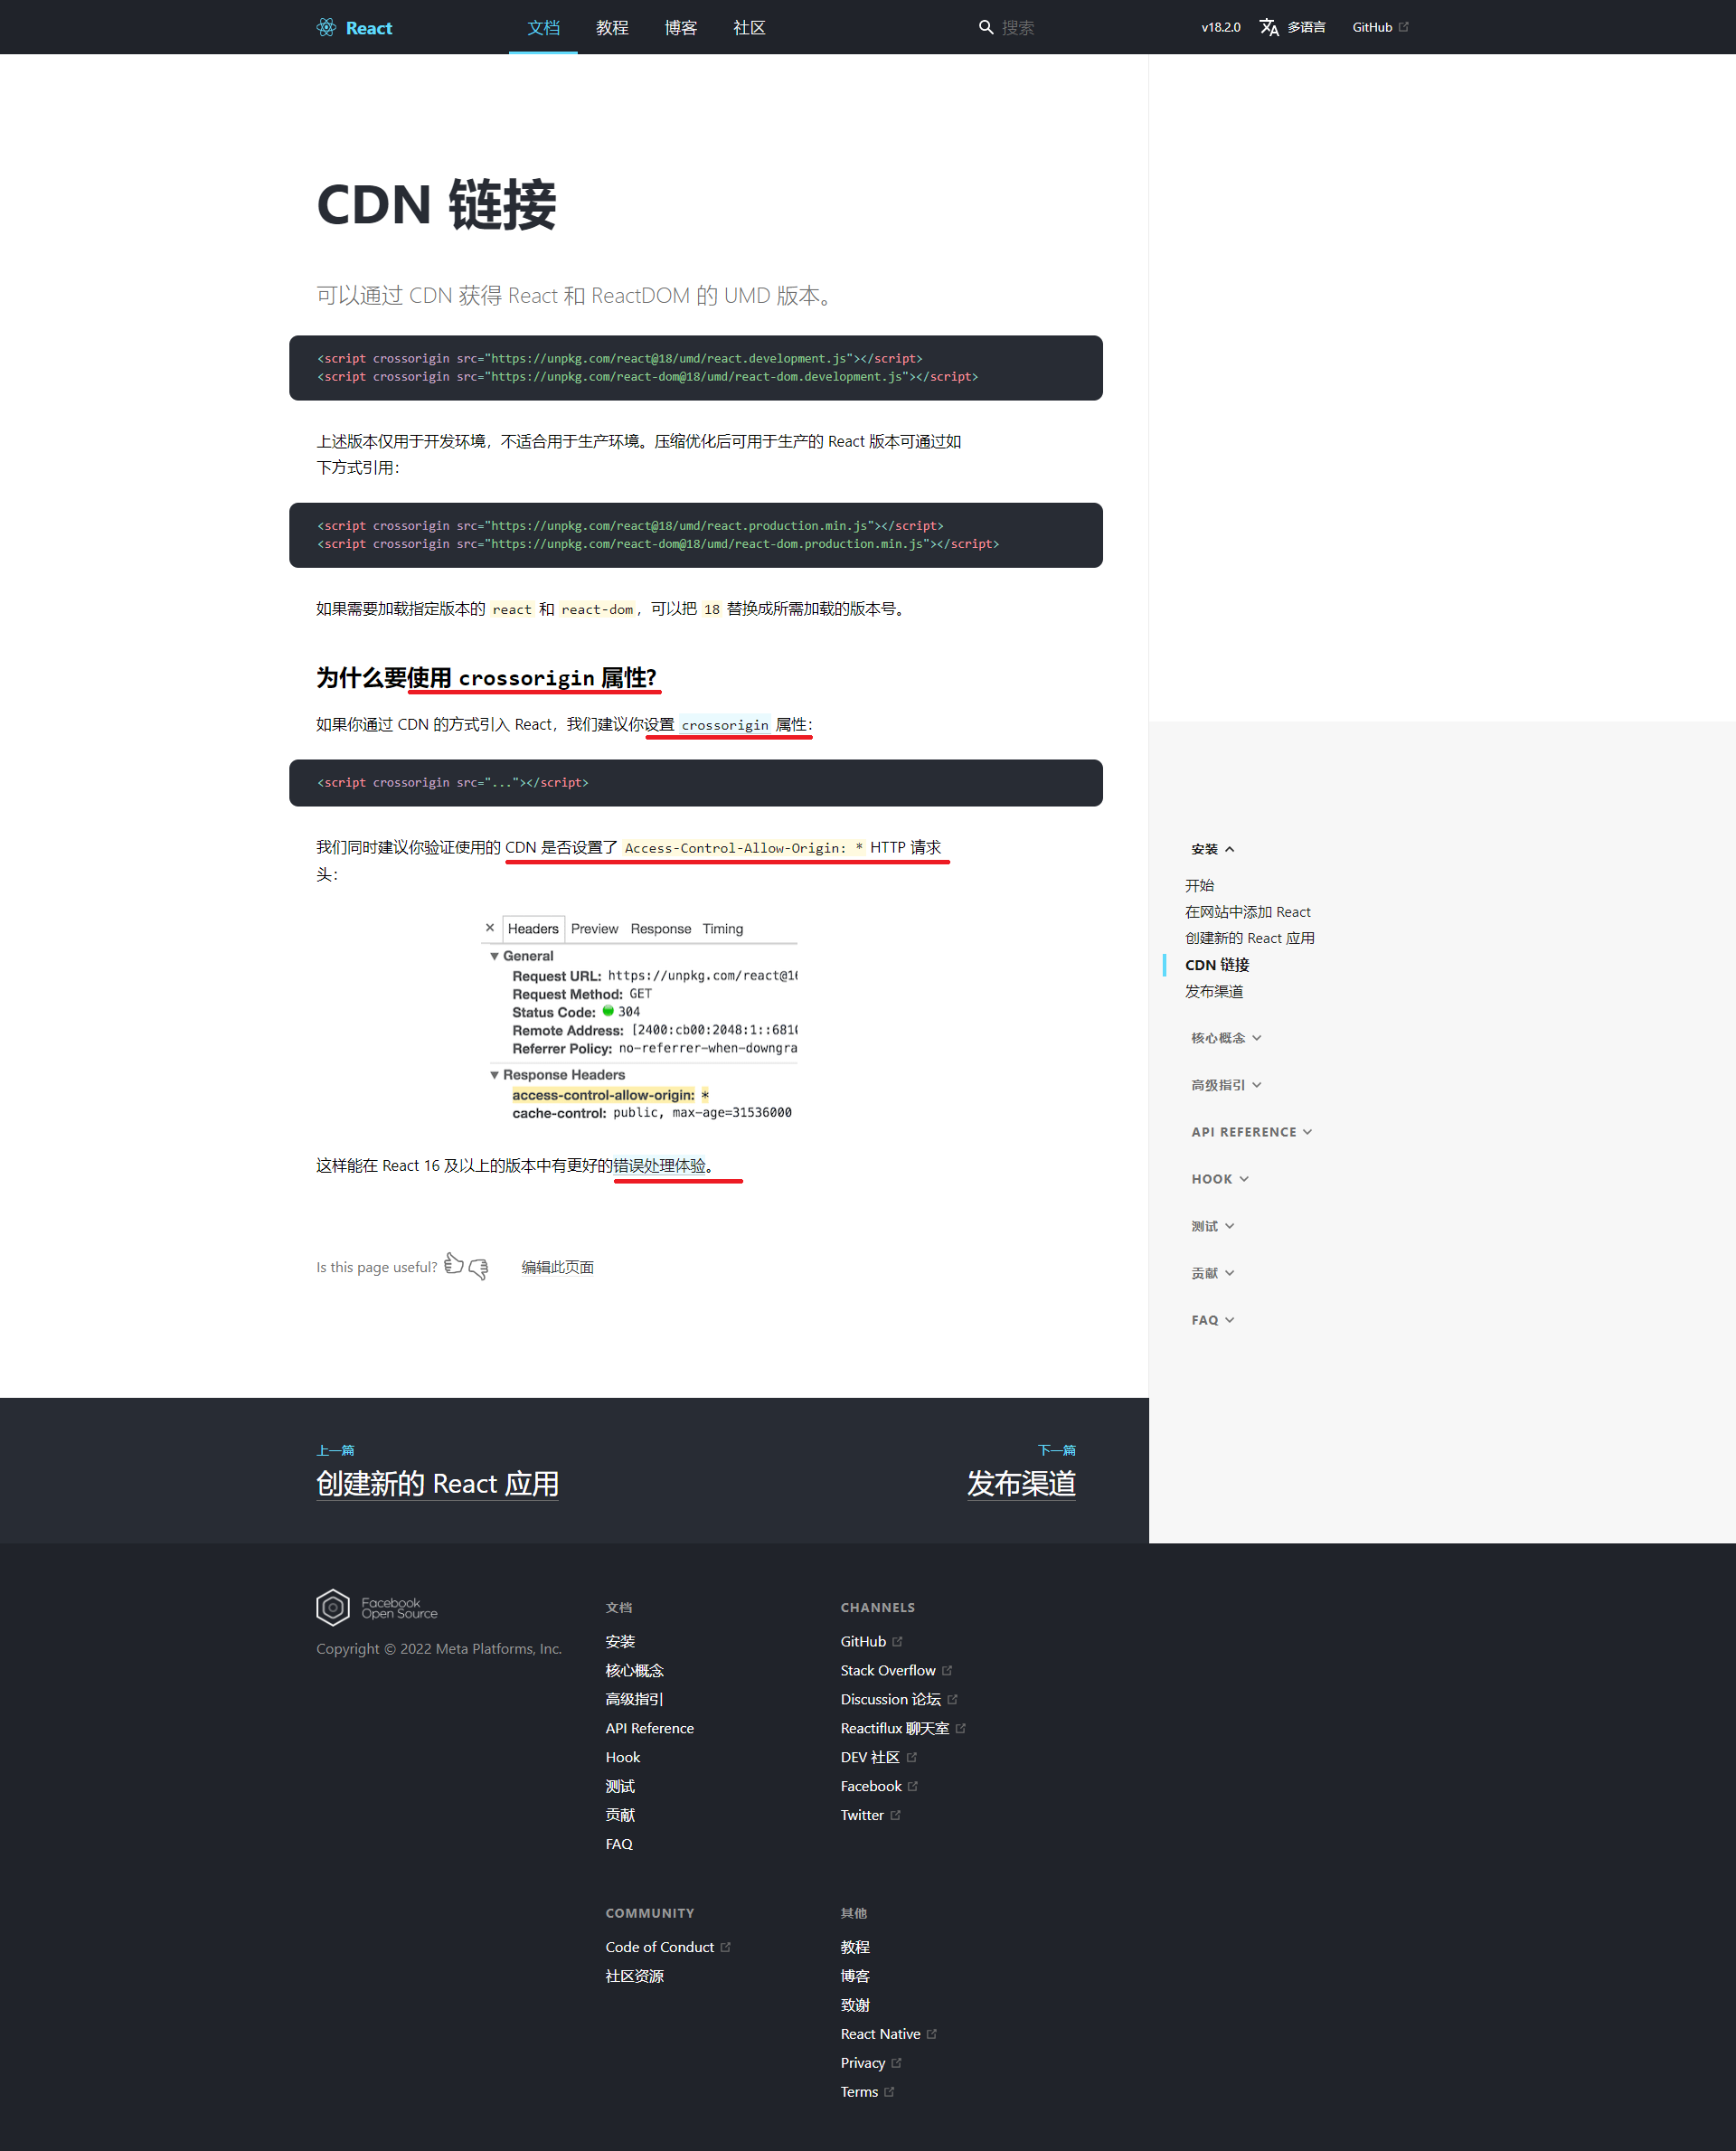 React
文档
教程
博客
社区
搜索
v18.2.0
多语言
GitHub
CDN 链接
可以通过 CDN 获得 React 和 ReactDOM 的 UMD 版本。
<script crossorigin src="https://unpkg.com/react@18/umd/react.development.js"></script>
<script crossorigin src="https://unpkg.com/react-dom@18/umd/react-dom.development.js"></script>
上述版本仅用于开发环境，不适合用于生产环境。压缩优化后可用于生产的 React 版本可通过如
下方式引用：
<script crossorigin src="https://unpkg.com/react@18/umd/react.production.min.js"></script>
<script crossorigin src="https://unpkg.com/react-dom@18/umd/react-dom.production.min.js"></script>
如果需要加载指定版本的 react 和 react-dom，可以把 18 替换成所需加载的版本号。
为什么要使用 crossorigin 属性?
如果你通过 CDN 的方式引入 React，我们建议你设置 crossorigin 属性：
<script crossorigin src="..."></script>
我们同时建议你验证使用的 CDN 是否设置了 Access-Control-Allow-Origin: * HTTP 请求
头：
× Headers Preview Response Timing
▼ General
Request URL: https://unpkg.com/react@16
Request Method: GET
Status Code: 304
Remote Address: [2400:cb00:2048:1::6810
Referrer Policy: no-referrer-when-downgra
▼ Response Headers
access-control-allow-origin: *
cache-control: public, max-age=31536000
这样能在 React 16 及以上的版本中有更好的错误处理体验。
Is this page useful?
编辑此页面
安装
开始
在网站中添加 React
创建新的 React 应用
CDN 链接
发布渠道
核心概念
高级指引
API REFERENCE
HOOK
测试
贡献
FAQ
上一篇
创建新的 React 应用
下一篇
发布渠道
Facebook
Open Source
Copyright © 2022 Meta Platforms, Inc.
文档
安装
核心概念
高级指引
API Reference
Hook
测试
贡献
FAQ
CHANNELS
GitHub
Stack Overflow
Discussion 论坛
Reactiflux 聊天室
DEV 社区
Facebook
Twitter
COMMUNITY
Code of Conduct
社区资源
其他
教程
博客
致谢
React Native
Privacy
Terms